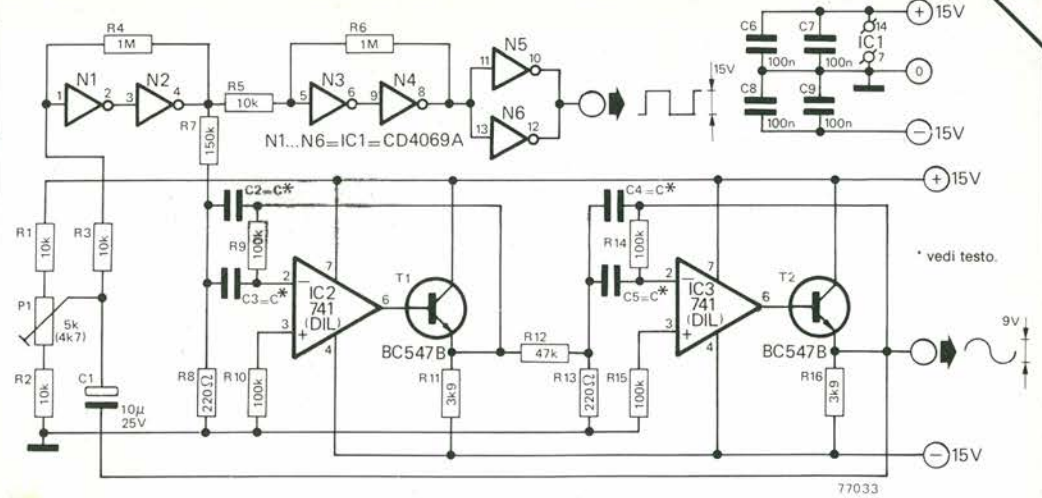 R4
1M
R6
1M
N1
N2
1
2
3
4
R5
10k
N3
N4
5
6
9
8
N5
11
10
N6
13
12
15V
R7
150k
N1...N6=IC1=CD4069A
C6
100n
C7
100n
14
IC1
7
C8
100n
C9
100n
+ 15V
0
− 15V
+ 15V
R1
10k
R3
10k
P1
5k
(4k7)
R2
10k
C1
10µ
25V
C2=C*
R9
100k
C3=C*
R8
220Ω
R10
100k
2
3
7
4
6
−
IC2
741
(DIL)
+
T1
BC547B
R11
3k9
R12
47k
C4=C*
R14
100k
C5=C*
R13
220Ω
R15
100k
2
3
7
4
6
−
IC3
741
(DIL)
+
T2
BC547B
R16
3k9
* vedi testo.
9V
− 15V
77033